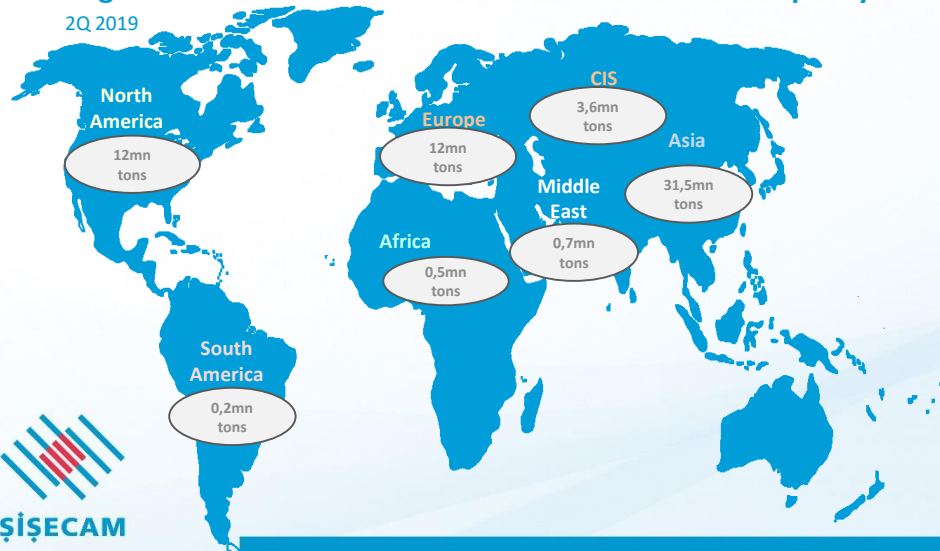 2Q 2019
North
America
12mn
tons
Europe
12mn
tons
CIS
3,6mn
tons
Asia
31,5mn
tons
Middle
East
0,7mn
tons
Africa
0,5mn
tons
South
America
0,2mn
tons
ŞİŞECAM